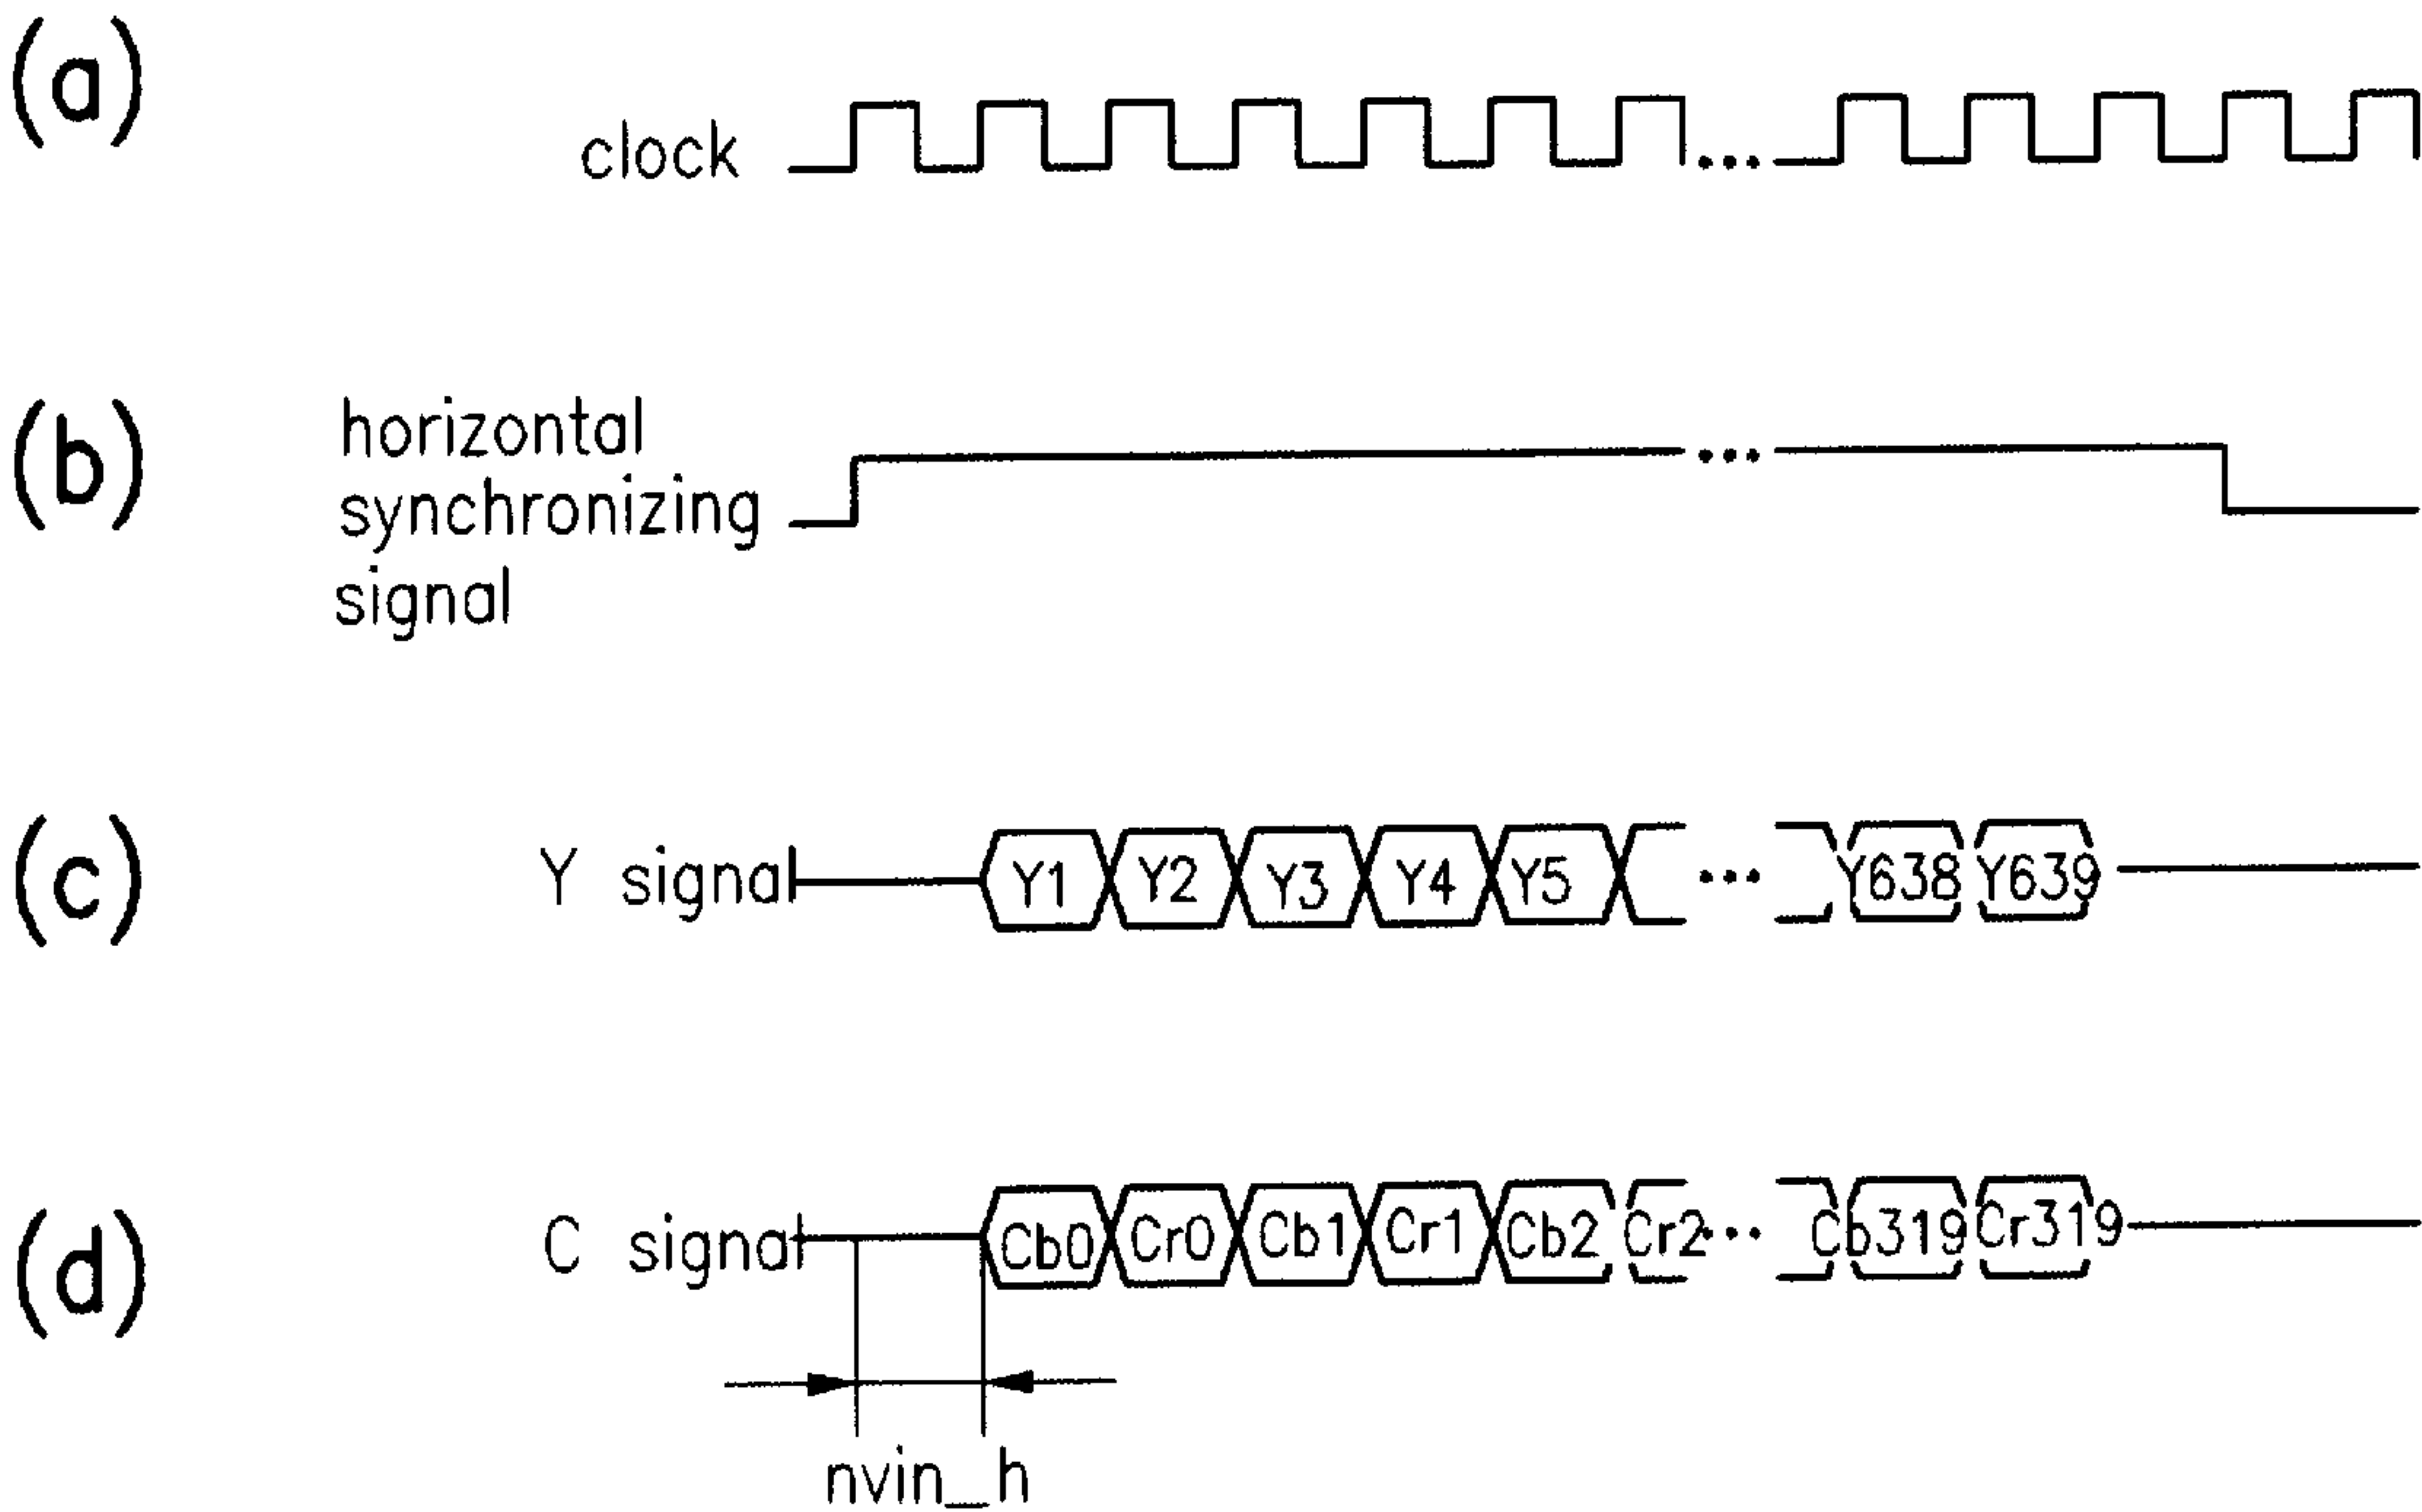 (a)
clock
...
(b)
horizontal
synchronizing
signal
...
(c)
Y signal
Y1 Y2 Y3 Y4 Y5 ... Y638 Y639
(d)
C signal
Cb0 Cr0 Cb1 Cr1 Cb2 Cr2... Cb319 Cr319
nvin_h